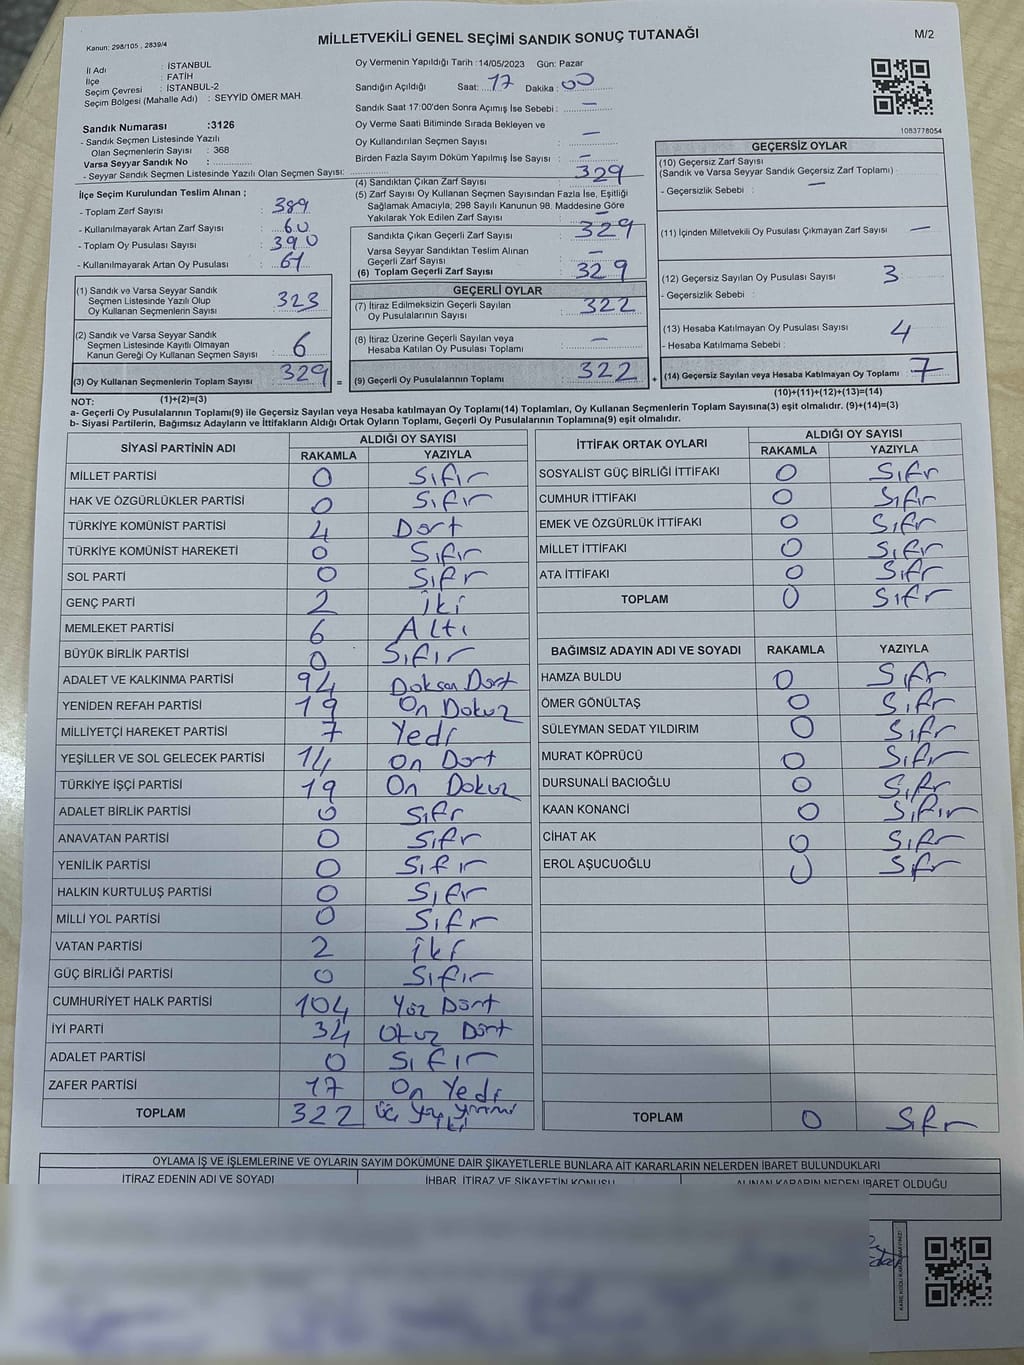 Kanun: 298/105 , 2839/4
MİLLETVEKİLİ GENEL SEÇİMİ SANDIK SONUÇ TUTANAĞI
M/2
İl Adı : İSTANBUL
İlçe : FATİH
Seçim Çevresi : İSTANBUL-2
Seçim Bölgesi (Mahalle Adı) : SEYYİD ÖMER MAH.
Sandık Numarası :3126
- Sandık Seçmen Listesinde Yazılı
Olan Seçmenlerin Sayısı : 368
Varsa Seyyar Sandık No :
- Seyyar Sandık Seçmen Listesinde Yazılı Olan Seçmen Sayısı:
Oy Vermenin Yapıldığı Tarih :14/05/2023 Gün: Pazar
Sandığın Açıldığı Saat: 17 Dakika : 00
Sandık Saat 17:00'den Sonra Açımış İse Sebebi : —
Oy Verme Saati Bitiminde Sırada Bekleyen ve
Oy Kullandırılan Seçmen Sayısı : —
Birden Fazla Sayım Döküm Yapılmış İse Sayısı : —
1083778054
İlçe Seçim Kurulundan Teslim Alınan ;
- Toplam Zarf Sayısı : 389
- Kullanılmayarak Artan Zarf Sayısı : 60
- Toplam Oy Pusulası Sayısı : 390
- Kullanılmayarak Artan Oy Pusulası : 61
(4) Sandıktan Çıkan Zarf Sayısı : 329
(5) Zarf Sayısı Oy Kullanan Seçmen Sayısından Fazla İse, Eşitliği
Sağlamak Amacıyla, 298 Sayılı Kanunun 98. Maddesine Göre
Yakılarak Yok Edilen Zarf Sayısı : —
Sandıkta Çıkan Geçerli Zarf Sayısı : 329
Varsa Seyyar Sandıktan Teslim Alınan
Geçerli Zarf Sayısı : —
(6) Toplam Geçerli Zarf Sayısı : 329
GEÇERSİZ OYLAR
(10) Geçersiz Zarf Sayısı
(Sandık ve Varsa Seyyar Sandık Geçersiz Zarf Toplamı) :
- Geçersizlik Sebebi : —
(11) İçinden Milletvekili Oy Pusulası Çıkmayan Zarf Sayısı : —
(12) Geçersiz Sayılan Oy Pusulası Sayısı : 3
- Geçersizlik Sebebi :
(13) Hesaba Katılmayan Oy Pusulası Sayısı : 4
- Hesaba Katılmama Sebebi :
(14) Geçersiz Sayılan veya Hesaba Katılmayan Oy Toplamı : 7
(10)+(11)+(12)+(13)=(14)
(1) Sandık ve Varsa Seyyar Sandık
Seçmen Listesinde Yazılı Olup
Oy Kullanan Seçmenlerin Sayısı : 323
(2) Sandık ve Varsa Seyyar Sandık
Seçmen Listesinde Kayıtlı Olmayan
Kanun Gereği Oy Kullanan Seçmen Sayısı : 6
(3) Oy Kullanan Seçmenlerin Toplam Sayısı : 329 =
(1)+(2)=(3)
GEÇERLİ OYLAR
(7) İtiraz Edilmeksizin Geçerli Sayılan
Oy Pusulalarının Sayısı : 322
(8) İtiraz Üzerine Geçerli Sayılan veya
Hesaba Katılan Oy Pusulası Toplamı : —
(9) Geçerli Oy Pusulalarının Toplamı : 322 +
NOT:
a- Geçerli Oy Pusulalarının Toplamı(9) ile Geçersiz Sayılan veya Hesaba katılmayan Oy Toplamı(14) Toplamları, Oy Kullanan Seçmenlerin Toplam Sayısına(3) eşit olmalıdır. (9)+(14)=(3)
b- Siyasi Partilerin, Bağımsız Adayların ve İttifakların Aldığı Ortak Oyların Toplamı, Geçerli Oy Pusulalarının Toplamına(9) eşit olmalıdır.
SİYASİ PARTİNİN ADI
ALDIĞI OY SAYISI
RAKAMLA YAZIYLA
MİLLET PARTİSİ 0 Sıfır
HAK VE ÖZGÜRLÜKLER PARTİSİ 0 Sıfır
TÜRKİYE KOMÜNİST PARTİSİ 4 Dort
TÜRKİYE KOMÜNİST HAREKETİ 0 Sıfır
SOL PARTİ 0 Sıfır
GENÇ PARTİ 2 İki
MEMLEKET PARTİSİ 6 Altı
BÜYÜK BİRLİK PARTİSİ 0 Sıfır
ADALET VE KALKINMA PARTİSİ 94 Doksan Dört
YENİDEN REFAH PARTİSİ 19 On Dokuz
MİLLİYETÇİ HAREKET PARTİSİ 7 Yedi
YEŞİLLER VE SOL GELECEK PARTİSİ 14 On Dort
TÜRKİYE İŞÇİ PARTİSİ 19 On Dokuz
ADALET BİRLİK PARTİSİ 0 Sıfır
ANAVATAN PARTİSİ 0 Sıfır
YENİLİK PARTİSİ 0 Sıfır
HALKIN KURTULUŞ PARTİSİ 0 Sıfır
MİLLİ YOL PARTİSİ 0 Sıfır
VATAN PARTİSİ 2 İki
GÜÇ BİRLİĞİ PARTİSİ 0 Sıfır
CUMHURİYET HALK PARTİSİ 104 Yüz Dört
İYİ PARTİ 34 Otuz Dört
ADALET PARTİSİ 0 Sıfır
ZAFER PARTİSİ 17 On Yedi
TOPLAM 322 Üç yüz yirmi iki
İTTİFAK ORTAK OYLARI
ALDIĞI OY SAYISI
RAKAMLA YAZIYLA
SOSYALİST GÜÇ BİRLİĞİ İTTİFAKI 0 Sıfır
CUMHUR İTTİFAKI 0 Sıfır
EMEK VE ÖZGÜRLÜK İTTİFAKI 0 Sıfır
MİLLET İTTİFAKI 0 Sıfır
ATA İTTİFAKI 0 Sıfır
TOPLAM 0 Sıfır
BAĞIMSIZ ADAYIN ADI VE SOYADI RAKAMLA YAZIYLA
HAMZA BULDU 0 Sıfır
ÖMER GÖNÜLTAŞ 0 Sıfır
SÜLEYMAN SEDAT YILDIRIM 0 Sıfır
MURAT KÖPRÜCÜ 0 Sıfır
DURSUNALİ BACIOĞLU 0 Sıfır
KAAN KONANCİ 0 Sıfır
CİHAT AK 0 Sıfır
EROL AŞUCUOĞLU 0 Sıfır
TOPLAM 0 Sıfır
OYLAMA İŞ VE İŞLEMLERİNE VE OYLARIN SAYIM DÖKÜMÜNE DAİR ŞİKAYETLERLE BUNLARA AİT KARARLARIN NELERDEN İBARET BULUNDUKLARI
İTİRAZ EDENİN ADI VE SOYADI
İHBAR, İTİRAZ VE ŞİKAYETİN KONUSU
ALINAN KARARIN NEDEN İBARET OLDUĞU